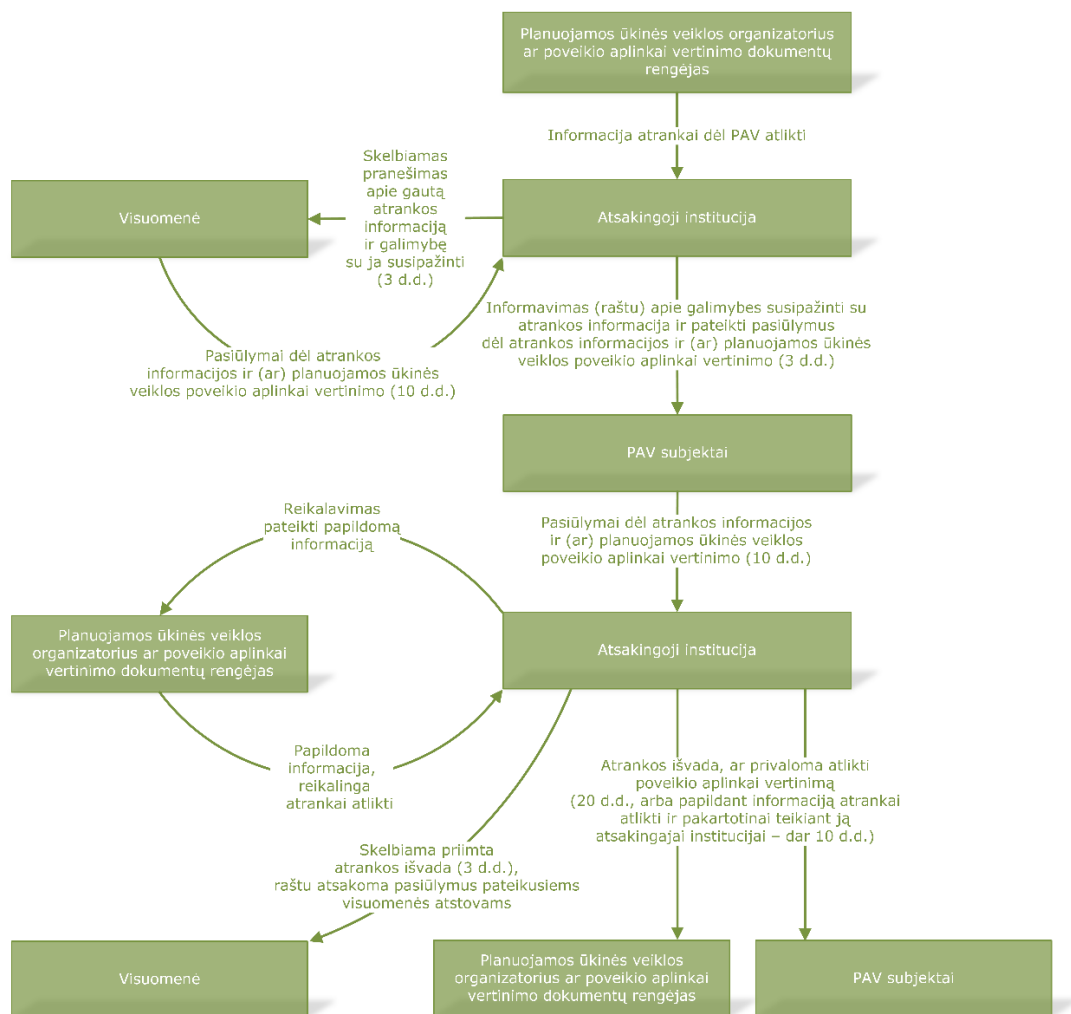 Planuojamos ūkinės veiklos organizatorius
ar poveikio aplinkai vertinimo dokumentų
rengėjas
Informacija atrankai dėl PAV atlikti
Skelbiamas
pranešimas
apie gautą
atrankos
informaciją
ir galimybę
su ja susipažinti
(3 d.d.)
Visuomenė
Atsakingoji institucija
Pasiūlymai dėl atrankos
informacijos ir (ar) planuojamos ūkinės
veiklos poveikio aplinkai vertinimo (10 d.d.)
Informavimas (raštu) apie galimybes susipažinti su
atrankos informacija ir pateikti pasiūlymus
dėl atrankos informacijos ir (ar) planuojamos ūkinės
veiklos poveikio aplinkai vertinimo (3 d.d.)
PAV subjektai
Reikalavimas
pateikti papildomą
informaciją
Pasiūlymai dėl atrankos informacijos
ir (ar) planuojamos ūkinės veiklos
poveikio aplinkai vertinimo (10 d.d.)
Planuojamos ūkinės veiklos
organizatorius ar poveikio aplinkai
vertinimo dokumentų rengėjas
Atsakingoji institucija
Papildoma
informacija,
reikalinga
atrankai atlikti
Atrankos išvada, ar privaloma atlikti
poveikio aplinkai vertinimą
(20 d.d., arba papildant informaciją atrankai
atlikti ir pakartotinai teikiant ją
atsakingajai institucijai – dar 10 d.d.)
Skelbiama priimta
atrankos išvada (3 d.d.),
raštu atsakoma pasiūlymus pateikusiems
visuomenės atstovams
Visuomenė
Planuojamos ūkinės veiklos
organizatorius ar poveikio aplinkai
vertinimo dokumentų rengėjas
PAV subjektai